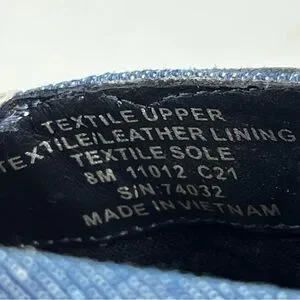 TEXTILE UPPER
TEXTILE/LEATHER LINING
TEXTILE SOLE
8M 11012 C21
S/N 74032
MADE IN VIETNAM